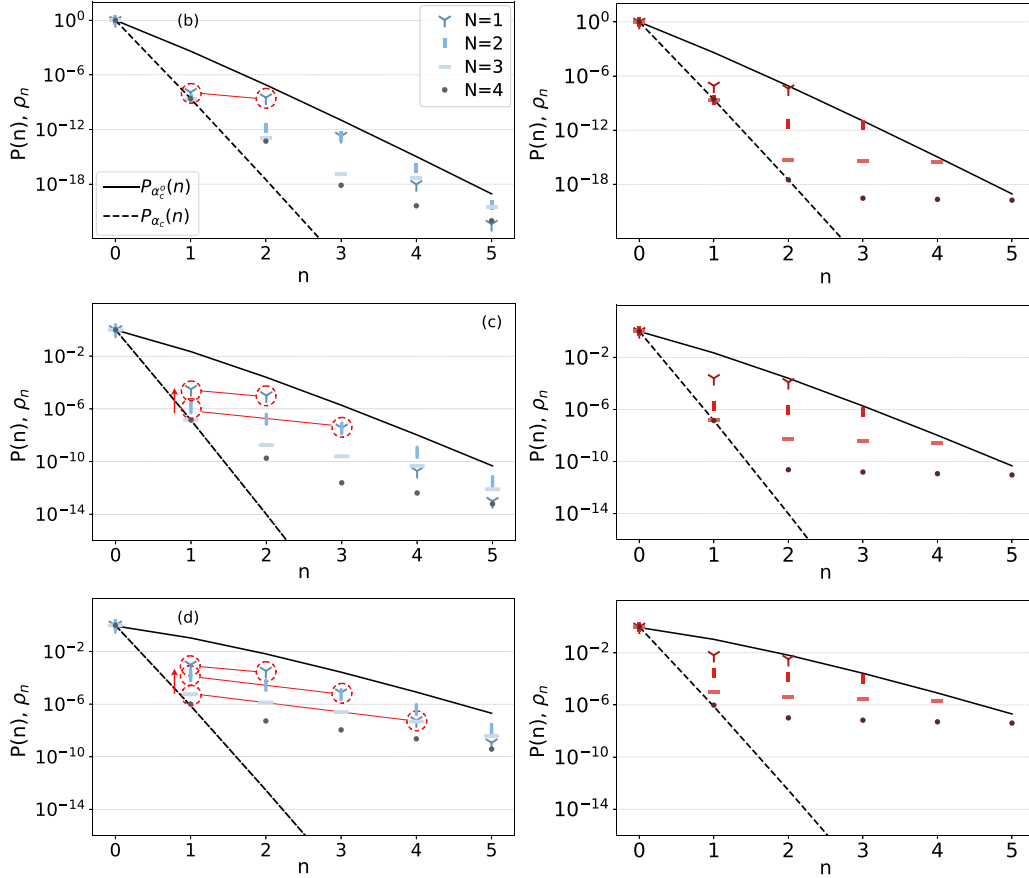 (b)
N=1
N=2
N=3
N=4
P_{α_c^o}(n)
P_{α_c}(n)
10^0
10^{-6}
10^{-12}
10^{-18}
P(n), ρ_n
0 1 2 3 4 5
n
10^0
10^{-6}
10^{-12}
10^{-18}
P(n), ρ_n
0 1 2 3 4 5
n
(c)
10^{-2}
10^{-6}
10^{-10}
10^{-14}
P(n), ρ_n
0 1 2 3 4 5
n
10^{-2}
10^{-6}
10^{-10}
10^{-14}
P(n), ρ_n
0 1 2 3 4 5
n
(d)
10^{-2}
10^{-6}
10^{-10}
10^{-14}
P(n), ρ_n
0 1 2 3 4 5
n
10^{-2}
10^{-6}
10^{-10}
10^{-14}
P(n), ρ_n
0 1 2 3 4 5
n